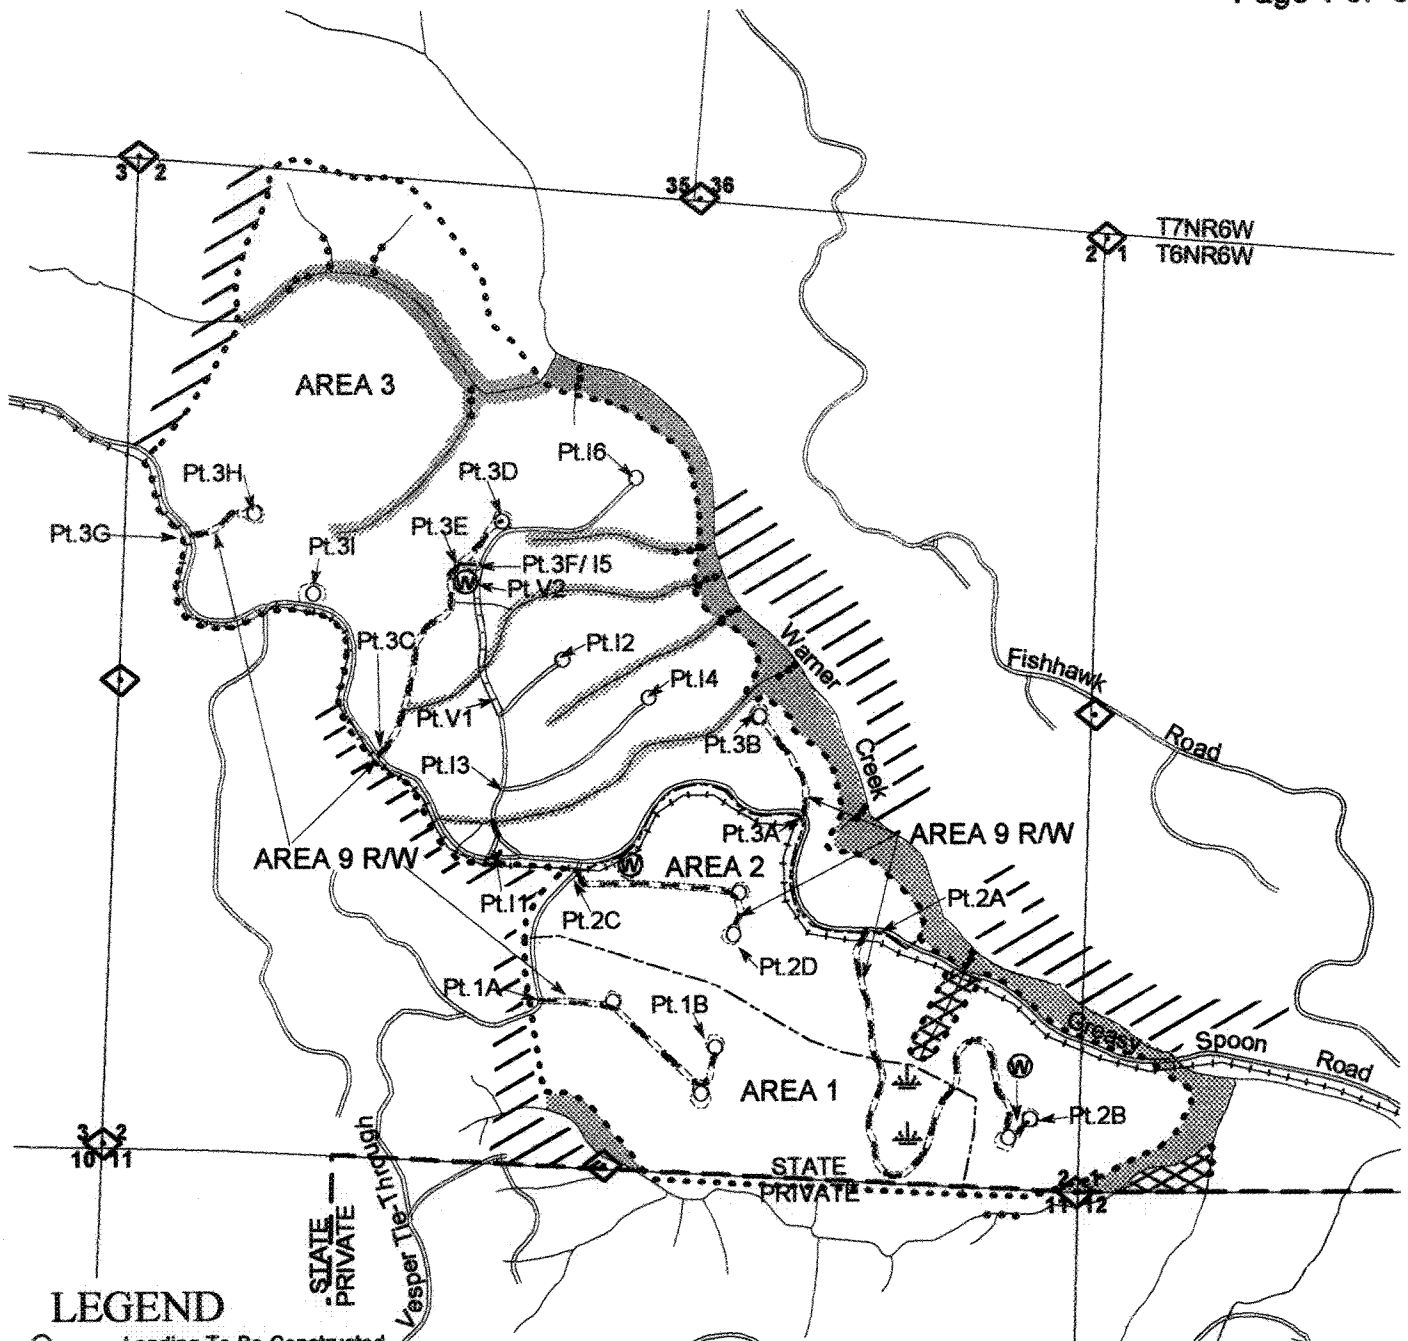 3 2
35 36
T7NR6W
2 1
T6NR6W
AREA 3
Pt.I6
Pt.3H
Pt.3D
Pt.3G
Pt.3E
Pt.3I
Pt.3F/ I5
W
Pt.V2
Pt.3C
Pt.I2
Warner
Fishhawk
Pt.I4
Pt.V1
Pt.3B
Road
Creek
Pt.I3
Pt.3A
AREA 9 R/W
AREA 9 R/W
W
AREA 2
Pt.I1
Pt.2C
Pt.2A
Pt.2D
Pt.1A
Pt.1B
Greasy
Spoon
Road
W
AREA 1
Pt.2B
3 2
10 11
STATE
PRIVATE
2 1
11 12
STATE
PRIVATE
Vesper Tie-Through
LEGEND
Landing To Be Constructed